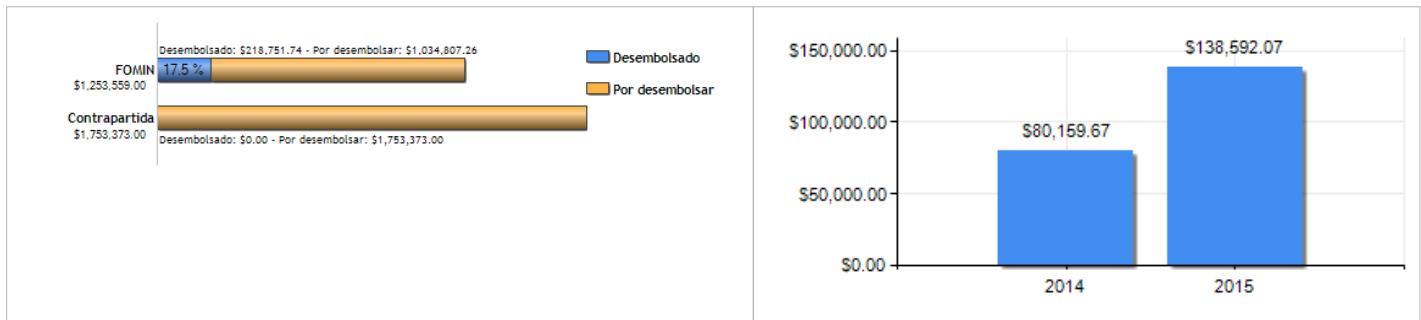 Desembolsado: $218,751.74 - Por desembolsar: $1,034,807.26
FOMIN
17.5 %
$1,253,559.00
Contrapartida
$1,753,373.00
Desembolsado: $0.00 - Por desembolsar: $1,753,373.00
Desembolsado
Por desembolsar
$150,000.00
$100,000.00
$50,000.00
$0.00
$80,159.67
$138,592.07
2014
2015